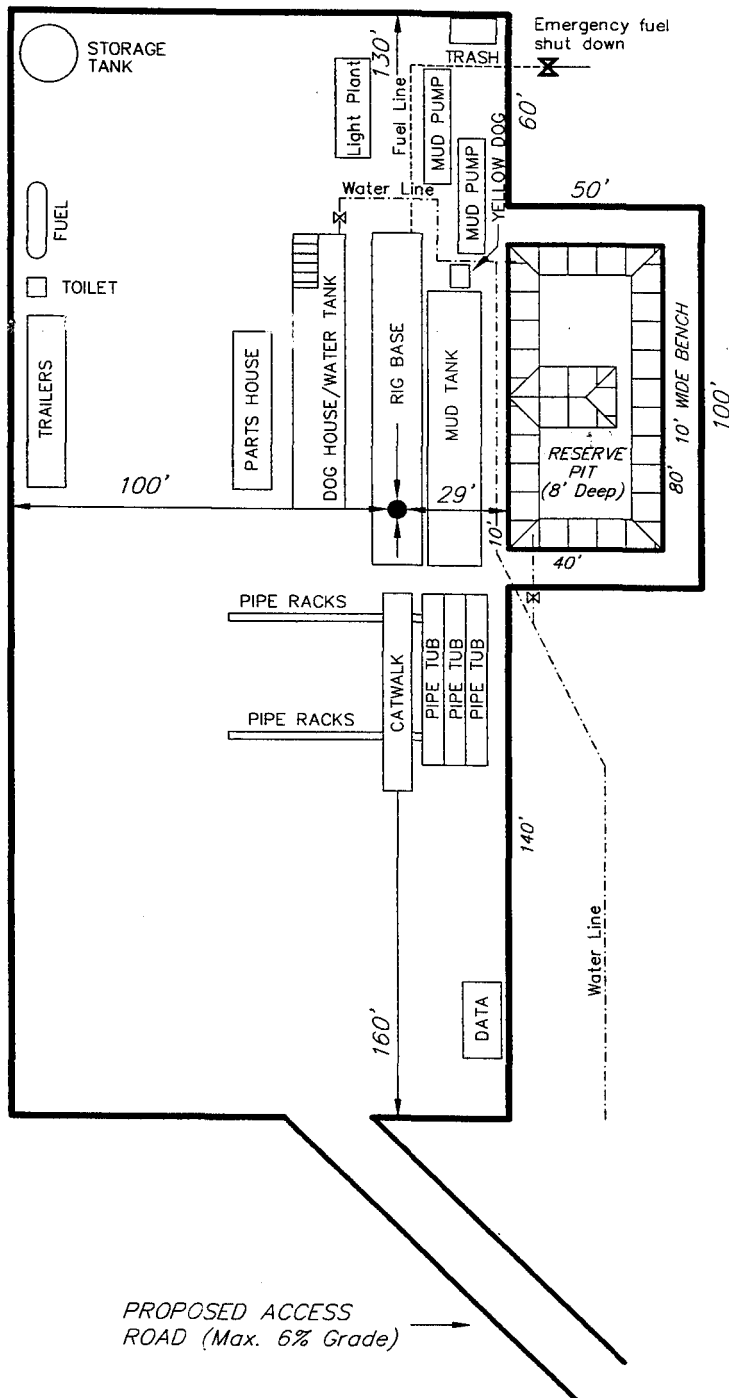 STORAGE
TANK
130'
TRASH
Emergency fuel
shut down
Light Plant
Fuel Line
MUD PUMP
60'
MUD PUMP
YELLOW DOG
Water Line
50'
FUEL
TOILET
TRAILERS
PARTS HOUSE
DOG HOUSE/WATER TANK
RIG BASE
MUD TANK
RESERVE
PIT
(8' Deep)
10' WIDE BENCH
80'
100'
100'
29'
10'
40'
PIPE RACKS
PIPE RACKS
CATWALK
PIPE TUB
PIPE TUB
PIPE TUB
140'
Water Line
160'
DATA
PROPOSED ACCESS
ROAD (Max. 6% Grade)